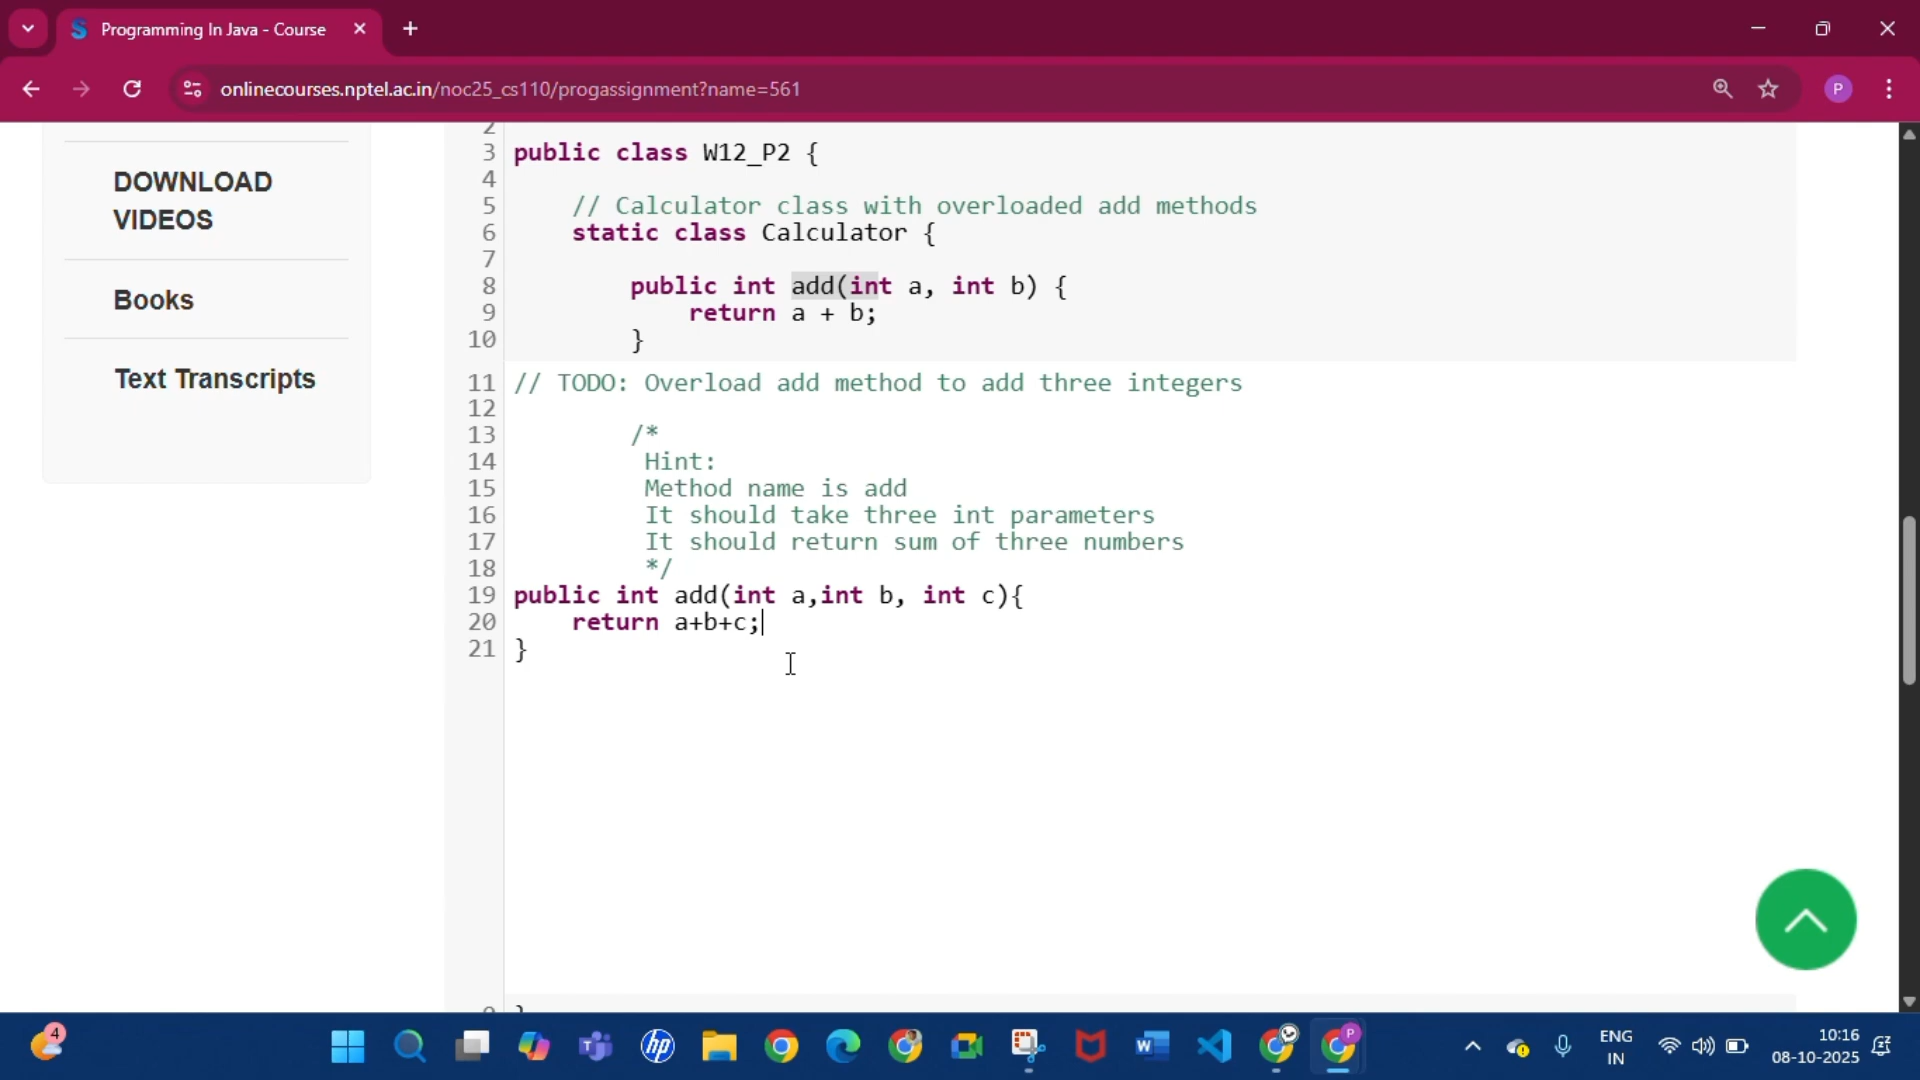 Programming In Java - Course
onlinecourses.nptel.ac.in/noc25_cs110/progassignment?name=561
P
DOWNLOAD
VIDEOS
Books
Text Transcripts
2
3 public class W12_P2 {
4
5 // Calculator class with overloaded add methods
6 static class Calculator {
7
8 public int add(int a, int b) {
9 return a + b;
10 }
11 // TODO: Overload add method to add three integers
12
13 /*
14 Hint:
15 Method name is add
16 It should take three int parameters
17 It should return sum of three numbers
18 */
19 public int add(int a,int b, int c){
20 return a+b+c;
21 }
4
hp
W
P
ENG
IN
10:16
08-10-2025